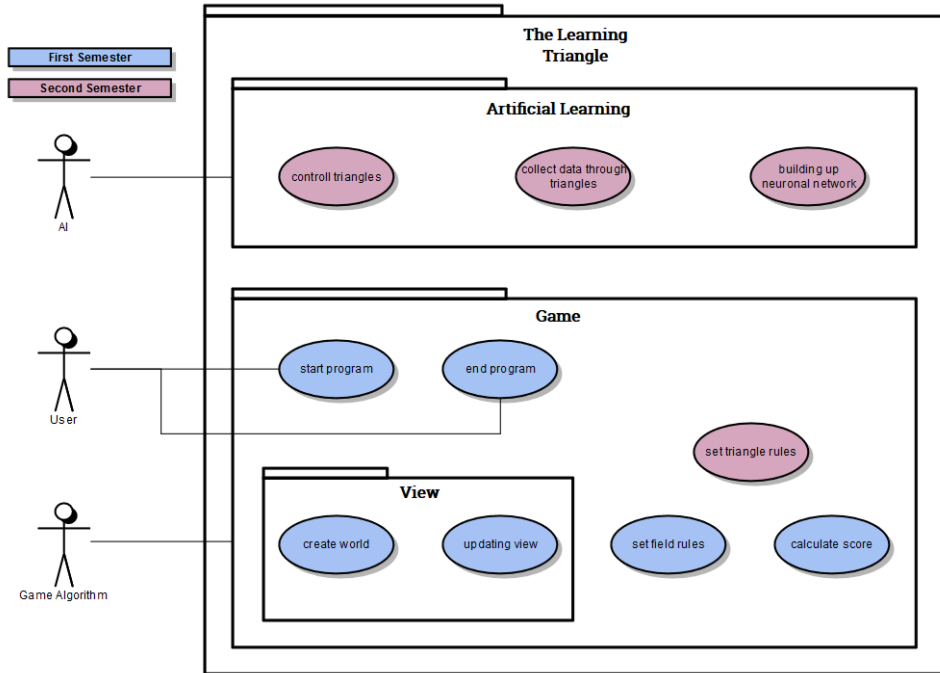 The Learning
Triangle
First Semester
Second Semester
Artificial Learning
controll triangles
collect data through
triangles
building up
neuronal network
AI
Game
start program
end program
User
set triangle rules
View
create world
updating view
set field rules
calculate score
Game Algorithm